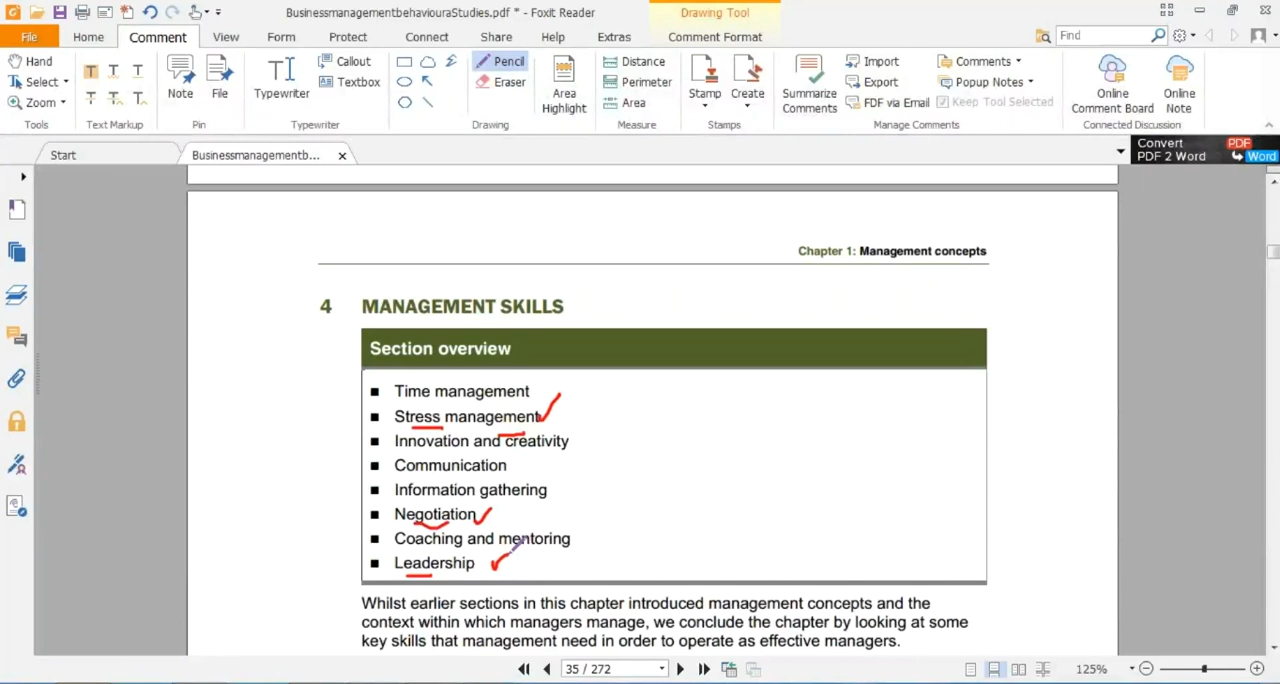 BusinessmanagementbehaviouraStudies.pdf * - Foxit Reader
Drawing Tool
File Home Comment View Form Protect Connect Share Help Extras Comment Format
Find
Hand
Select
Zoom
Tools
Text Markup
Note
File
Pin
Typewriter
Callout
Textbox
Typewriter
Pencil
Eraser
Drawing
Area
Highlight
Distance
Perimeter
Area
Measure
Stamp
Create
Stamps
Summarize
Comments
Import
Export
FDF via Email
Comments
Popup Notes
Keep Tool Selected
Manage Comments
Online
Comment Board
Online
Note
Connected Discussion
Start
Businessmanagementb...
Convert
PDF 2 Word
PDF
Word
Chapter 1: Management concepts
4 MANAGEMENT SKILLS
Section overview
Time management
Stress management
Innovation and creativity
Communication
Information gathering
Negotiation
Coaching and mentoring
Leadership
Whilst earlier sections in this chapter introduced management concepts and the
context within which managers manage, we conclude the chapter by looking at some
key skills that management need in order to operate as effective managers.
35 / 272
125%